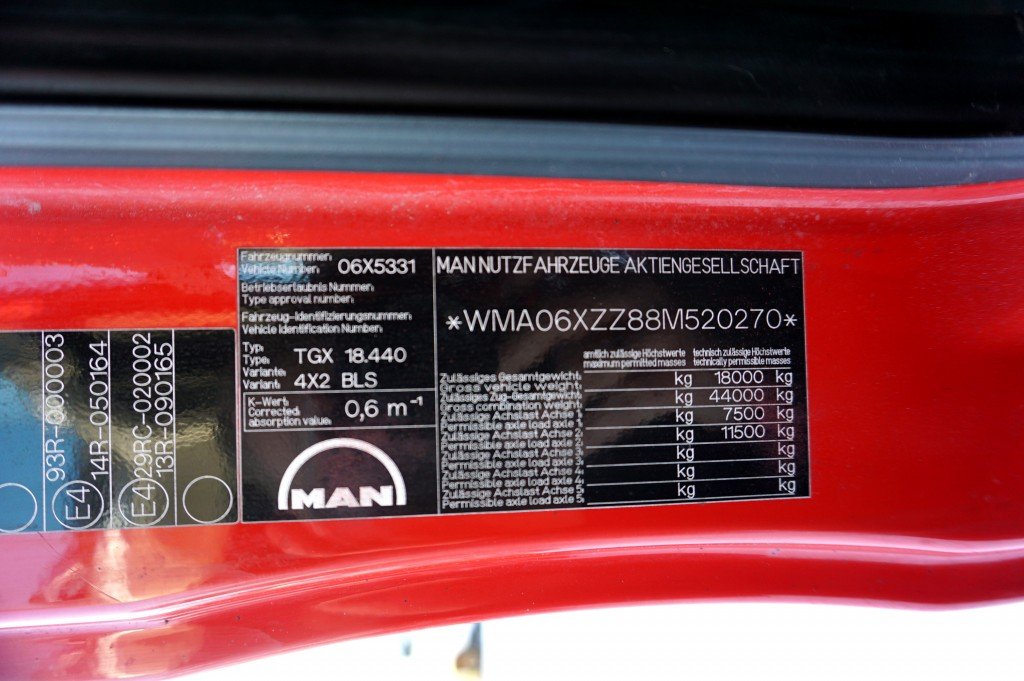 93R-000003
E4
14R-050164
E4
29RC-020002
13R-090165
Fahrzeugnummer:
Vehicle Number: 06X5331
Betriebserlaubnis Nummer:
Type approval number:
Fahrzeug-Identifizierungsnummer:
Vehicle Identification Number:
Typ:
Type: TGX 18.440
Variante:
Variant: 4X2 BLS
K-Wert:
Corrected
absorption value: 0,6 m⁻¹
MAN
MAN NUTZFAHRZEUGE AKTIENGESELLSCHAFT
*WMA06XZZ88M520270*
amtlich zulässige Höchstwerte technisch zulässige Höchstwerte
maximum permitted masses technically permissible masses
Zulässiges Gesamtgewicht:
Gross vehicle weight: kg 18000 kg
Zulässiges Zug-Gesamtgewicht:
Gross combination weight: kg 44000 kg
Zulässige Achslast Achse 1:
Permissible axle load axle 1: kg 7500 kg
Zulässige Achslast Achse 2:
Permissible axle load axle 2: kg 11500 kg
Zulässige Achslast Achse 3:
Permissible axle load axle 3: kg kg
Zulässige Achslast Achse 4:
Permissible axle load axle 4: kg kg
Zulässige Achslast Achse 5:
Permissible axle load axle 5: kg kg